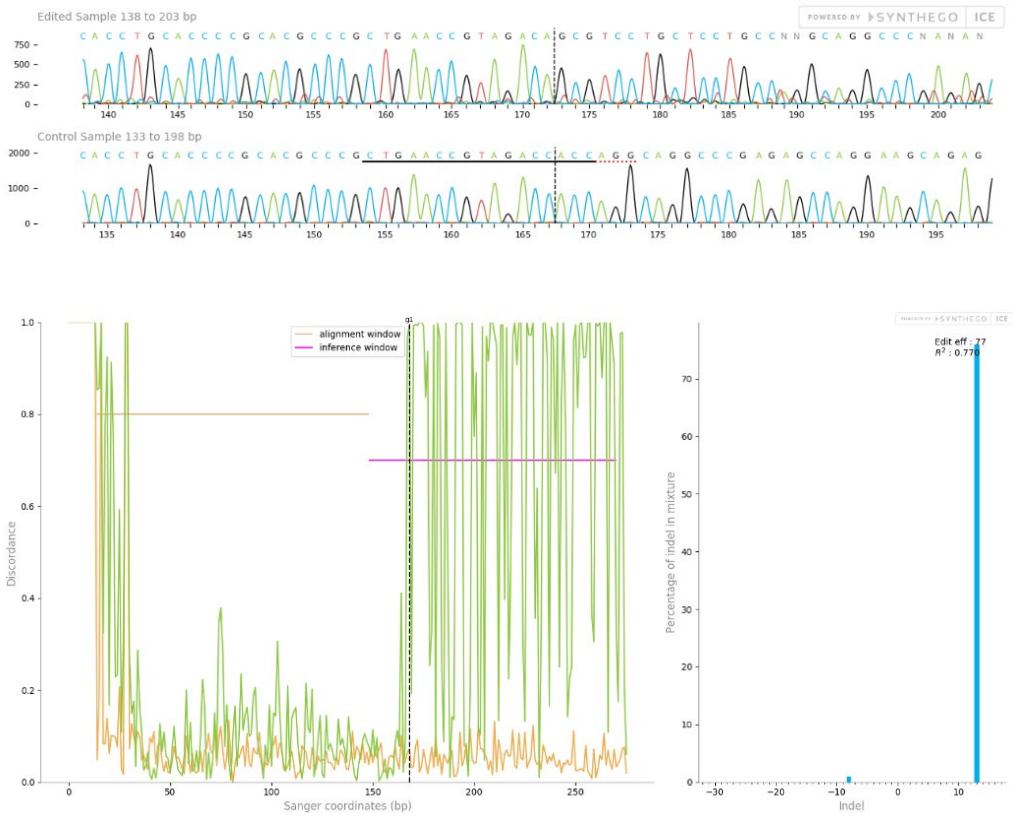 Edited Sample 138 to 203 bp
POWERED BY SYNTHEGO ICE
C A C C T G C A C C C C G C A C G C C C G C T G A A C C G T A G A C A G C G T C C T G C T C C T G C C N N G C A G G C C C N A N A N
750
500
250
0
140 145 150 155 160 165 170 175 180 185 190 195 200
Control Sample 133 to 198 bp
C A C C T G C A C C C C G C A C G C C C G C T G A A C C G T A G A C C A C C A G G C A G G C C C G A G A G C C A G G A A G C A G A G
2000
1000
0
135 140 145 150 155 160 165 170 175 180 185 190 195
g1
alignment window
inference window
1.0
0.8
0.6
0.4
0.2
0.0
Discordance
0 50 100 150 200 250
Sanger coordinates (bp)
POWERED BY SYNTHEGO ICE
Edit eff : 77
R² : 0.770
70
60
50
40
30
20
10
0
Percentage of indel in mixture
−30 −20 −10 0 10
Indel